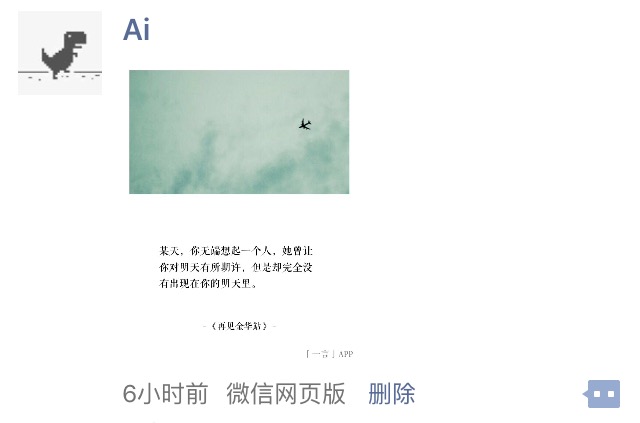 Ai
某天，你无端想起一个人，她曾让
你对明天有所期许，但是却完全没
有出现在你的明天里。
-《再见金华站》-
「一言」APP
6小时前 微信网页版 删除